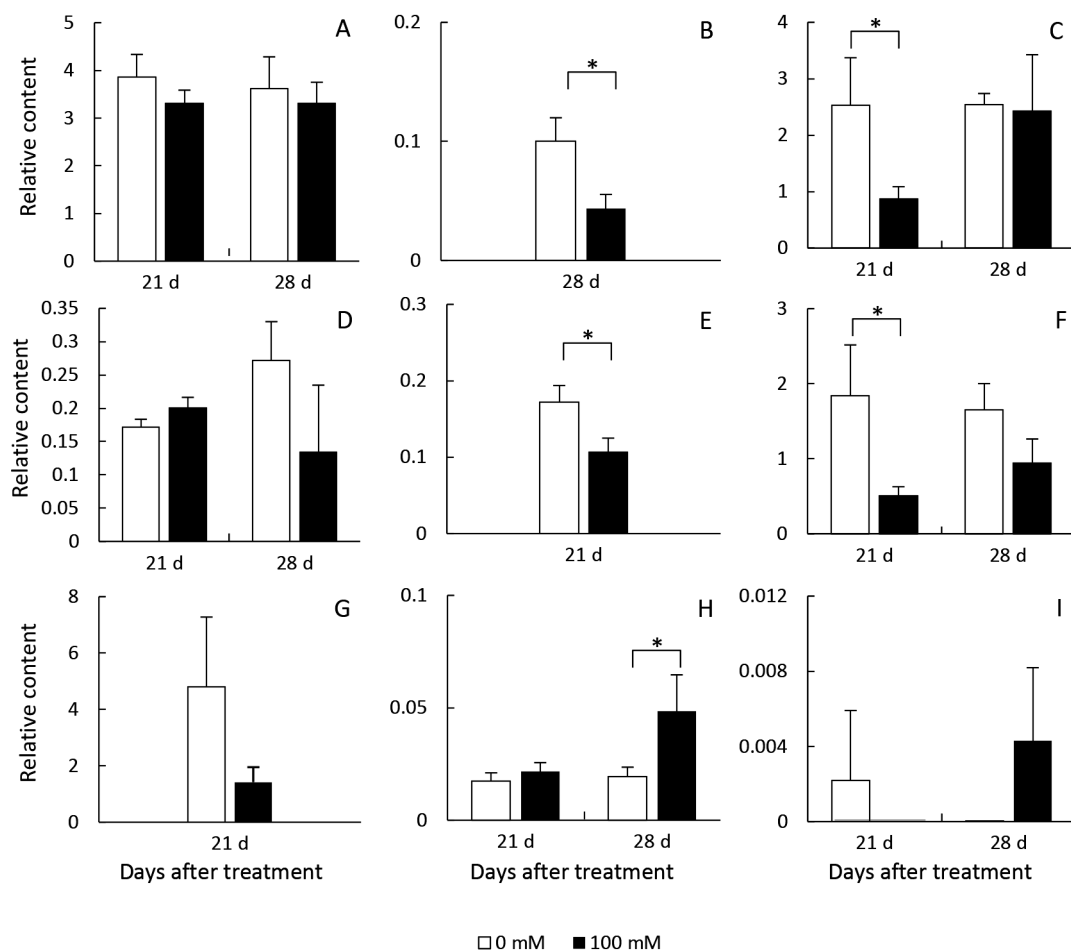 A
5
4
3
2
1
0
Relative content
21 d
28 d
B
0.2
0.1
0
*
28 d
C
5
4
3
2
1
0
*
21 d
28 d
D
0.35
0.3
0.25
0.2
0.15
0.1
0.05
0
Relative content
21 d
28 d
E
0.3
0.2
0.1
0
*
21 d
F
3
2
1
0
*
21 d
28 d
G
8
6
4
2
0
Relative content
21 d
Days after treatment
H
0.1
0.05
0
*
21 d
28 d
Days after treatment
I
0.012
0.008
0.004
0
21 d
28 d
Days after treatment
0 mM
100 mM